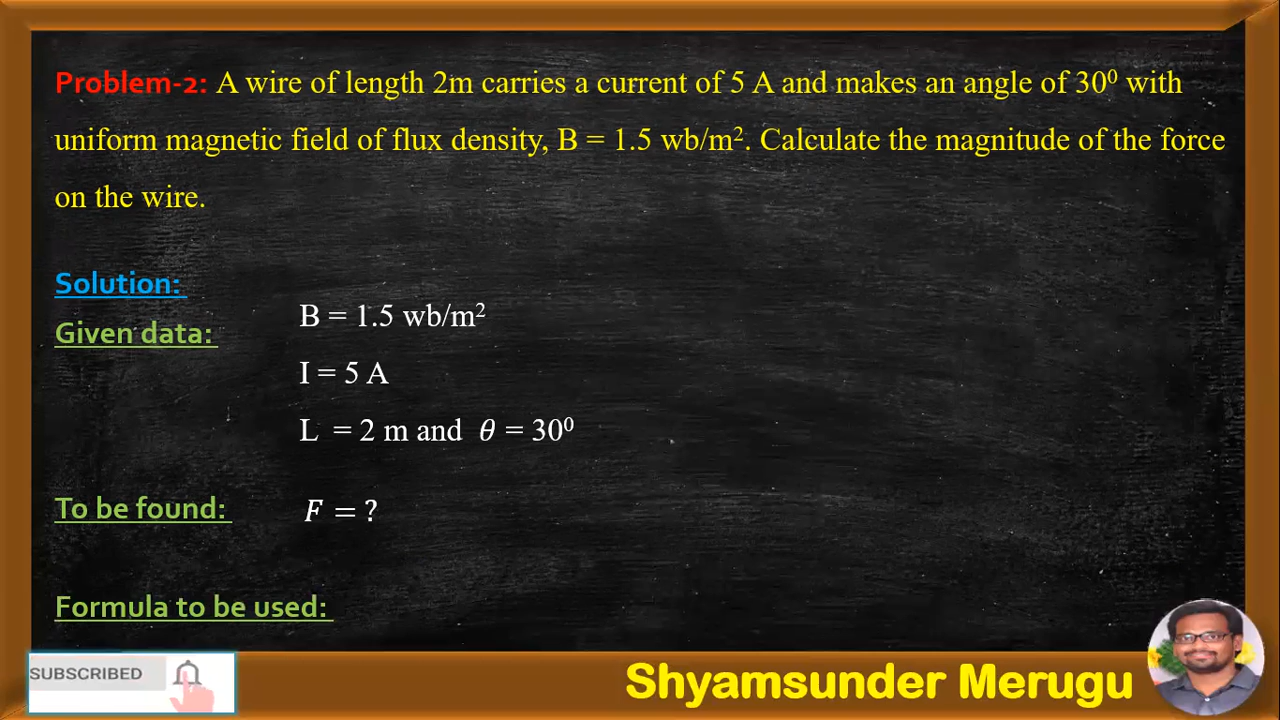 Problem-2: A wire of length 2m carries a current of 5 A and makes an angle of 30⁰ with
uniform magnetic field of flux density, B = 1.5 wb/m². Calculate the magnitude of the force
on the wire.
Solution:
Given data:
B = 1.5 wb/m²
I = 5 A
L = 2 m and θ = 30⁰
To be found:
F = ?
Formula to be used:
SUBSCRIBED
Shyamsunder Merugu